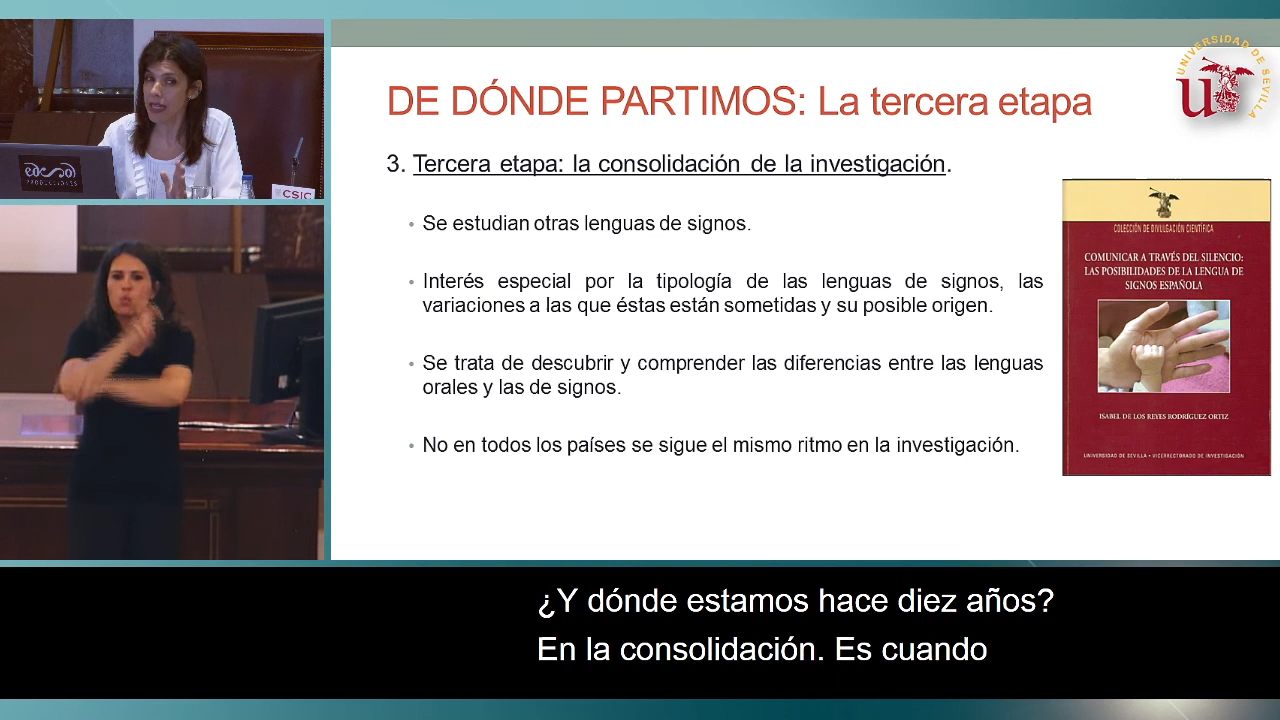 DE DÓNDE PARTIMOS: La tercera etapa
UNIVERSIDAD DE SEVILLA
3. Tercera etapa: la consolidación de la investigación.
• Se estudian otras lenguas de signos.
• Interés especial por la tipología de las lenguas de signos, las
variaciones a las que éstas están sometidas y su posible origen.
• Se trata de descubrir y comprender las diferencias entre las lenguas
orales y las de signos.
• No en todos los países se sigue el mismo ritmo en la investigación.
COLECCIÓN DE DIVULGACIÓN CIENTÍFICA
COMUNICAR A TRAVÉS DEL SILENCIO:
LAS POSIBILIDADES DE LA LENGUA DE
SIGNOS ESPAÑOLA
ISABEL DE LOS REYES RODRÍGUEZ ORTIZ
UNIVERSIDAD DE SEVILLA • VICERRECTORADO DE INVESTIGACIÓN
PRODUCCIONES
CSIC
¿Y dónde estamos hace diez años?
En la consolidación. Es cuando